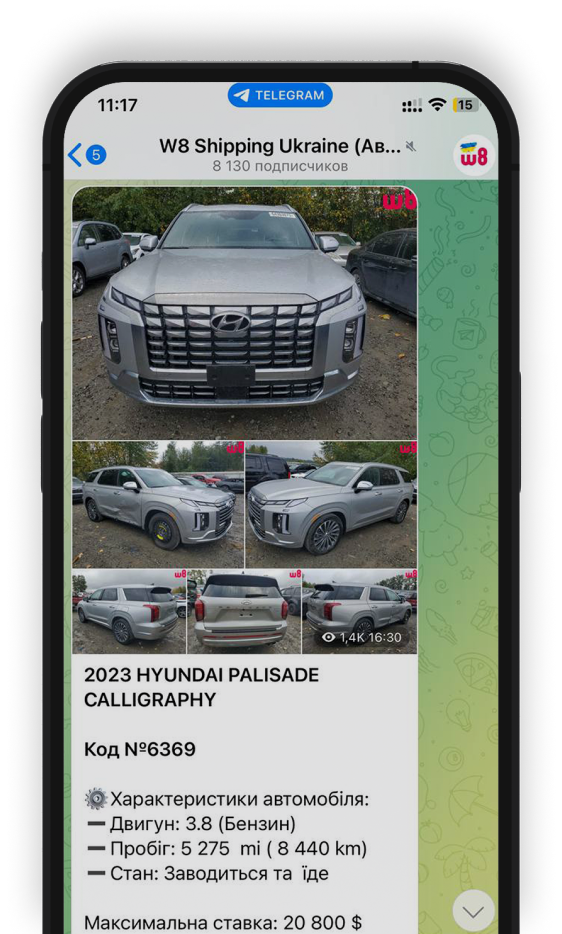 11:17
TELEGRAM
15
5
W8 Shipping Ukraine (Ав...
8 130 подписчиков
w8
w8
w8
w8
w8
w8
w8
1,4K 16:30
2023 HYUNDAI PALISADE
CALLIGRAPHY
Код №6369
Характеристики автомобіля:
— Двигун: 3.8 (Бензин)
— Пробіг: 5 275 mi ( 8 440 km)
— Стан: Заводиться та їде
Максимальна ставка: 20 800 $